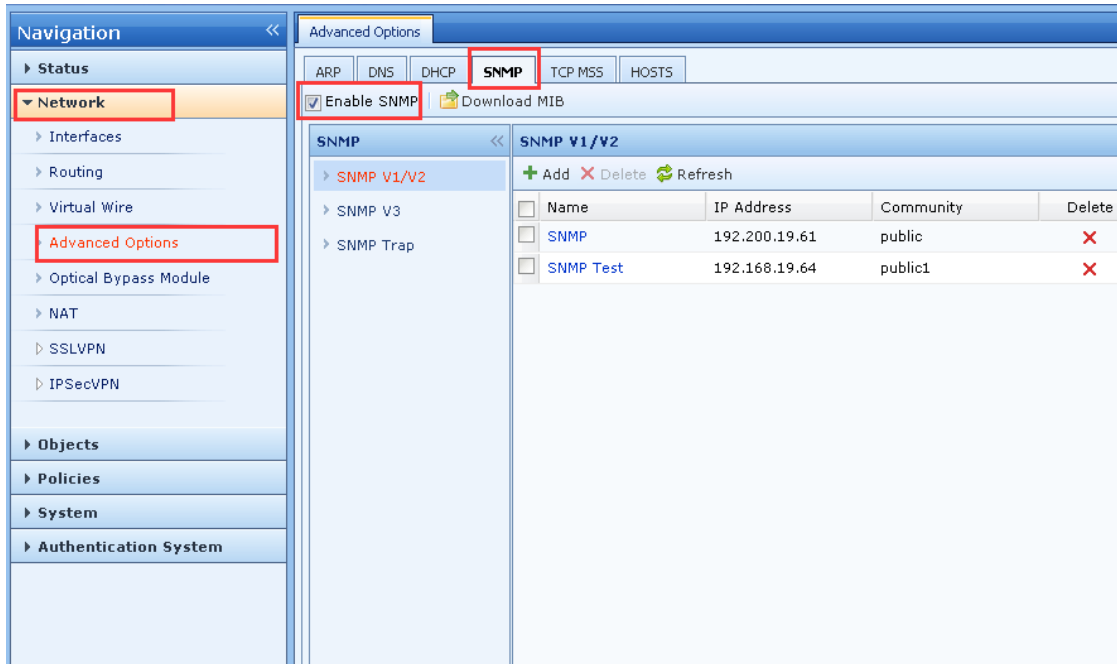 Navigation
Status
Network
Interfaces
Routing
Virtual Wire
Advanced Options
Optical Bypass Module
NAT
SSLVPN
IPSecVPN
Objects
Policies
System
Authentication System
Advanced Options
ARP DNS DHCP SNMP TCP MSS HOSTS
Enable SNMP Download MIB
SNMP
SNMP V1/V2
SNMP V3
SNMP Trap
SNMP V1/V2
Add Delete Refresh
Name IP Address Community Delete
SNMP 192.200.19.61 public
SNMP Test 192.168.19.64 public1